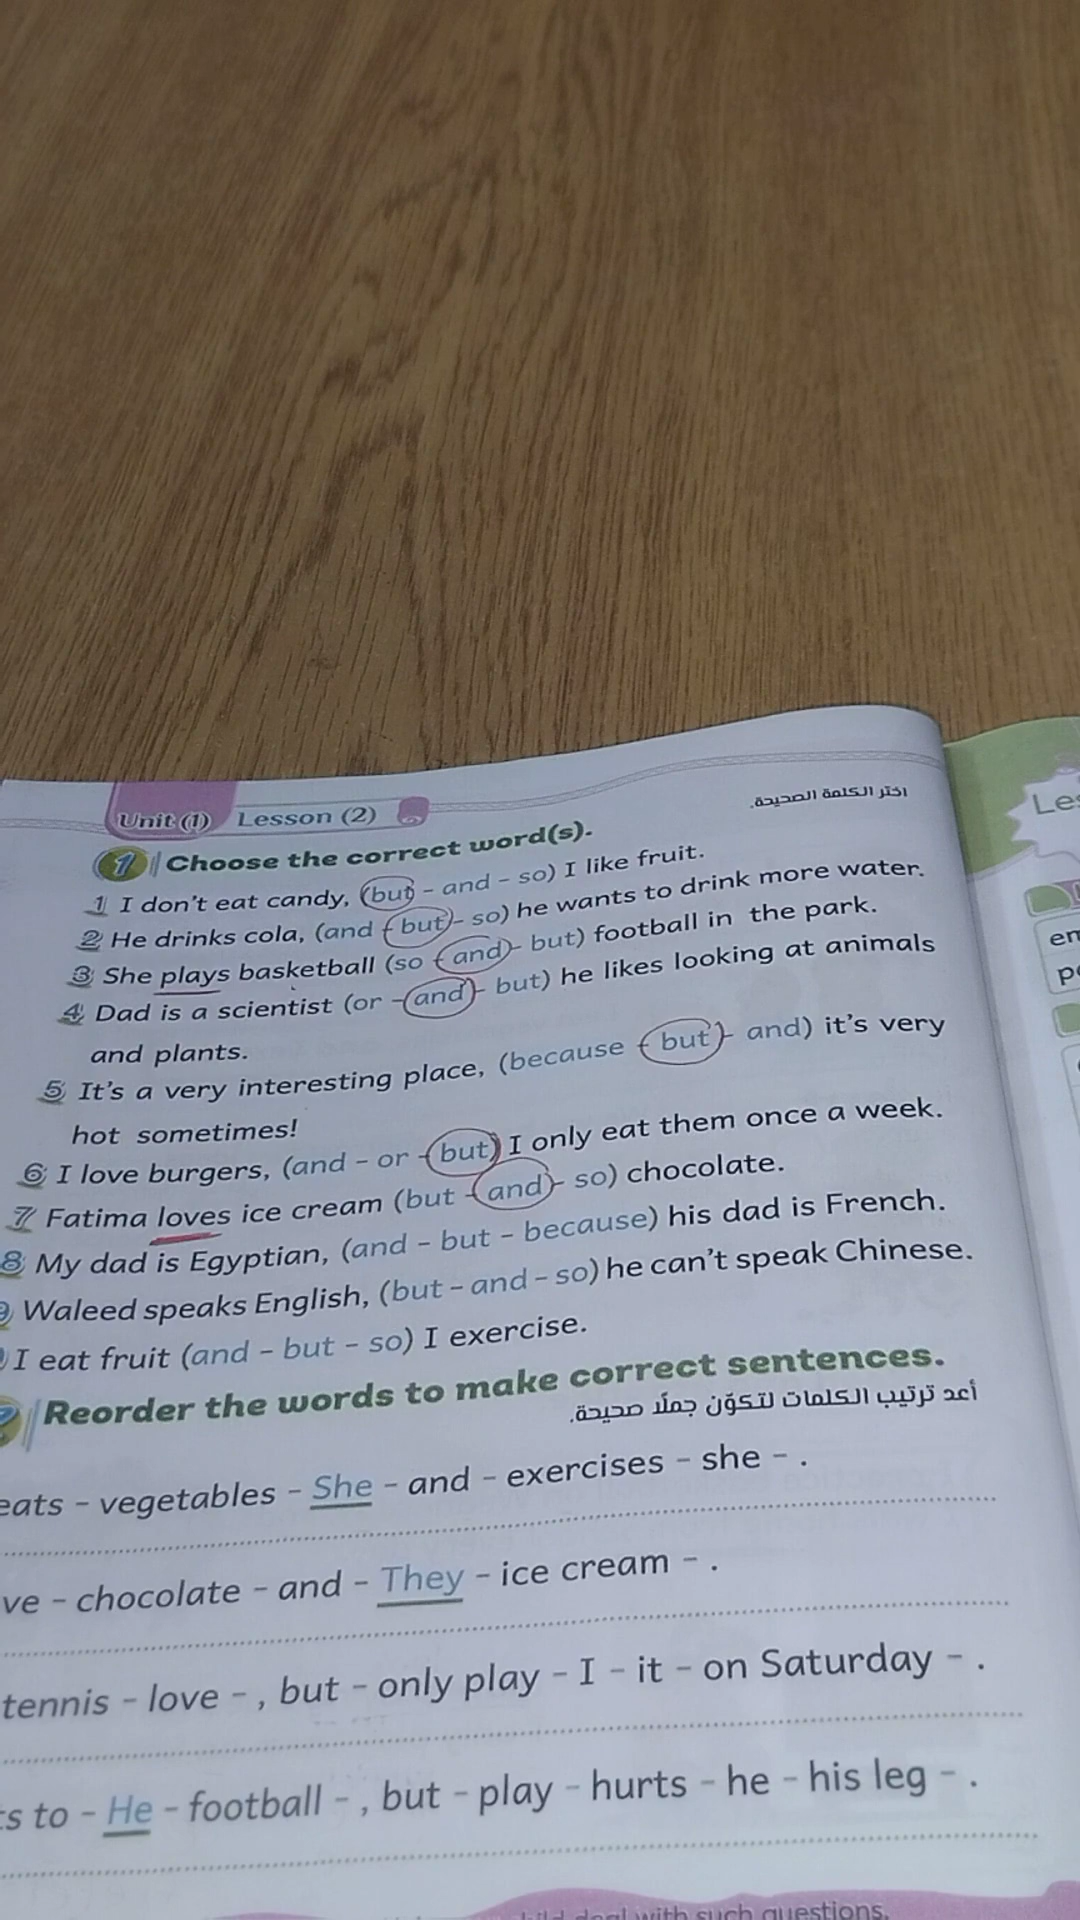 Unit (1) Lesson (2)
اختر الكلمة الصحيحة.
1 Choose the correct word(s).
1 I don't eat candy, (but - and - so) I like fruit.
2 He drinks cola, (and - but - so) he wants to drink more water.
3 She plays basketball (so - and - but) football in the park.
4 Dad is a scientist (or - and - but) he likes looking at animals
and plants.
5 It's a very interesting place, (because - but - and) it's very
hot sometimes!
6 I love burgers, (and - or - but) I only eat them once a week.
7 Fatima loves ice cream (but - and - so) chocolate.
8 My dad is Egyptian, (and - but - because) his dad is French.
9 Waleed speaks English, (but - and - so) he can't speak Chinese.
I eat fruit (and - but - so) I exercise.
Reorder the words to make correct sentences.
أعد ترتيب الكلمات لتكوّن جملًا صحيحة.
eats - vegetables - She - and - exercises - she - .
ve - chocolate - and - They - ice cream - .
tennis - love - , but - only play - I - it - on Saturday - .
ts to - He - football - , but - play - hurts - he - his leg - .
with such questions.
Les
en